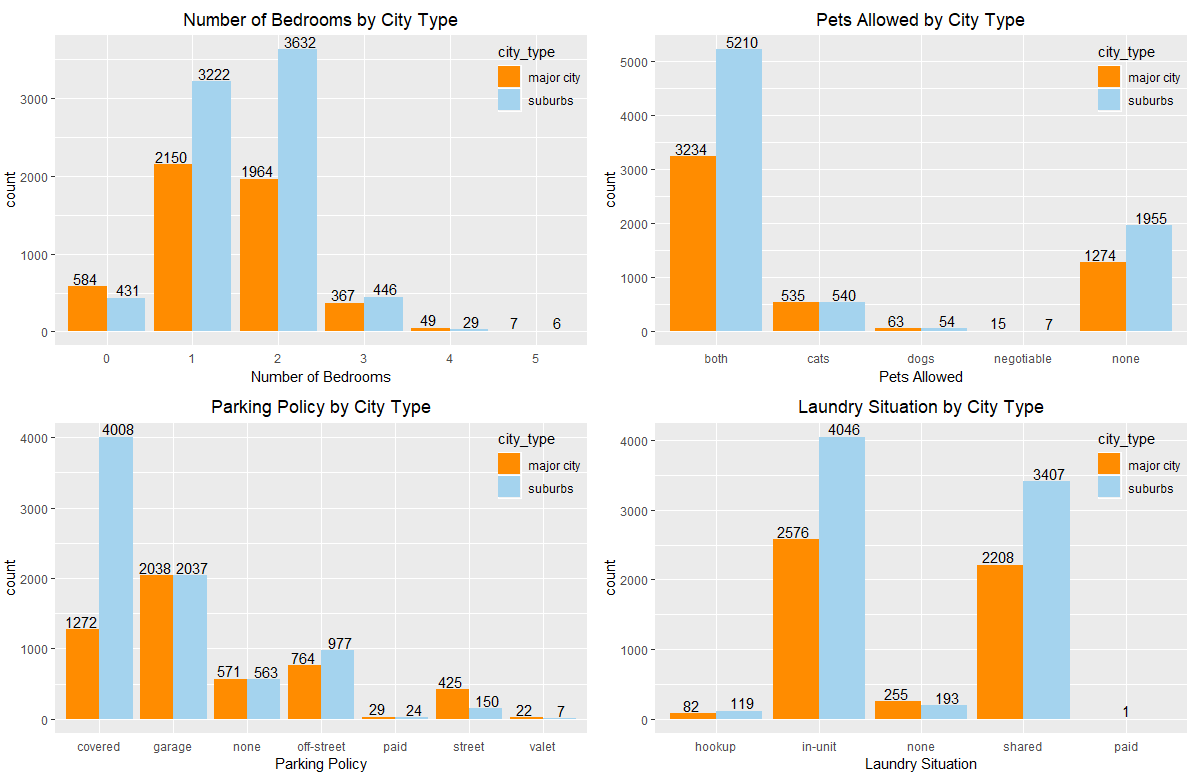 Number of Bedrooms by City Type
city_type
major city
suburbs
count
3000
2000
1000
0
584 431 2150 3222 1964 3632 367 446 49 29 7 6
0 1 2 3 4 5
Number of Bedrooms
Pets Allowed by City Type
city_type
major city
suburbs
count
5000
4000
3000
2000
1000
0
3234 5210 535 540 63 54 15 7 1274 1955
both cats dogs negotiable none
Pets Allowed
Parking Policy by City Type
city_type
major city
suburbs
count
4000
3000
2000
1000
0
1272 4008 2038 2037 571 563 764 977 29 24 425 150 22 7
covered garage none off-street paid street valet
Parking Policy
Laundry Situation by City Type
city_type
major city
suburbs
count
4000
3000
2000
1000
0
82 119 2576 4046 255 193 2208 3407 1
hookup in-unit none shared paid
Laundry Situation